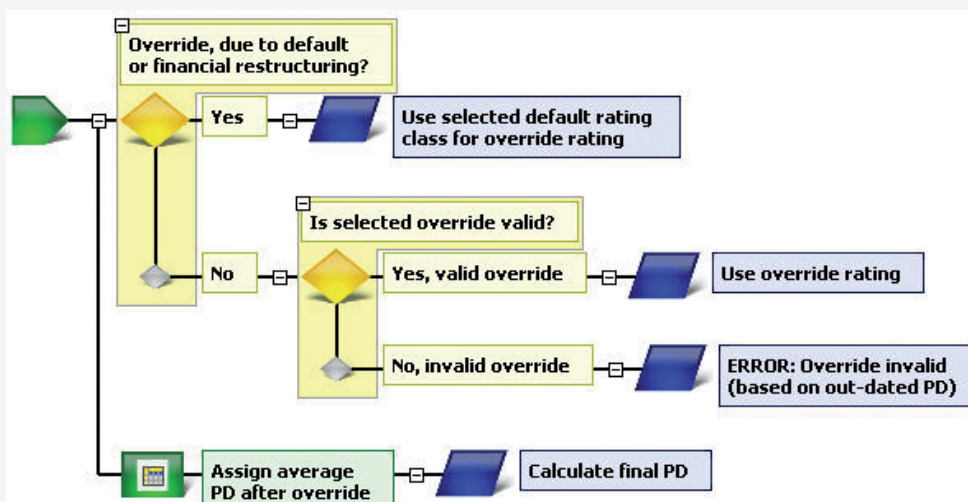 Override, due to default
or financial restructuring?
Yes
Use selected default rating
class for override rating
Is selected override valid?
No
Yes, valid override
Use override rating
No, invalid override
ERROR: Override invalid
(based on out-dated PD)
Assign average
PD after override
Calculate final PD